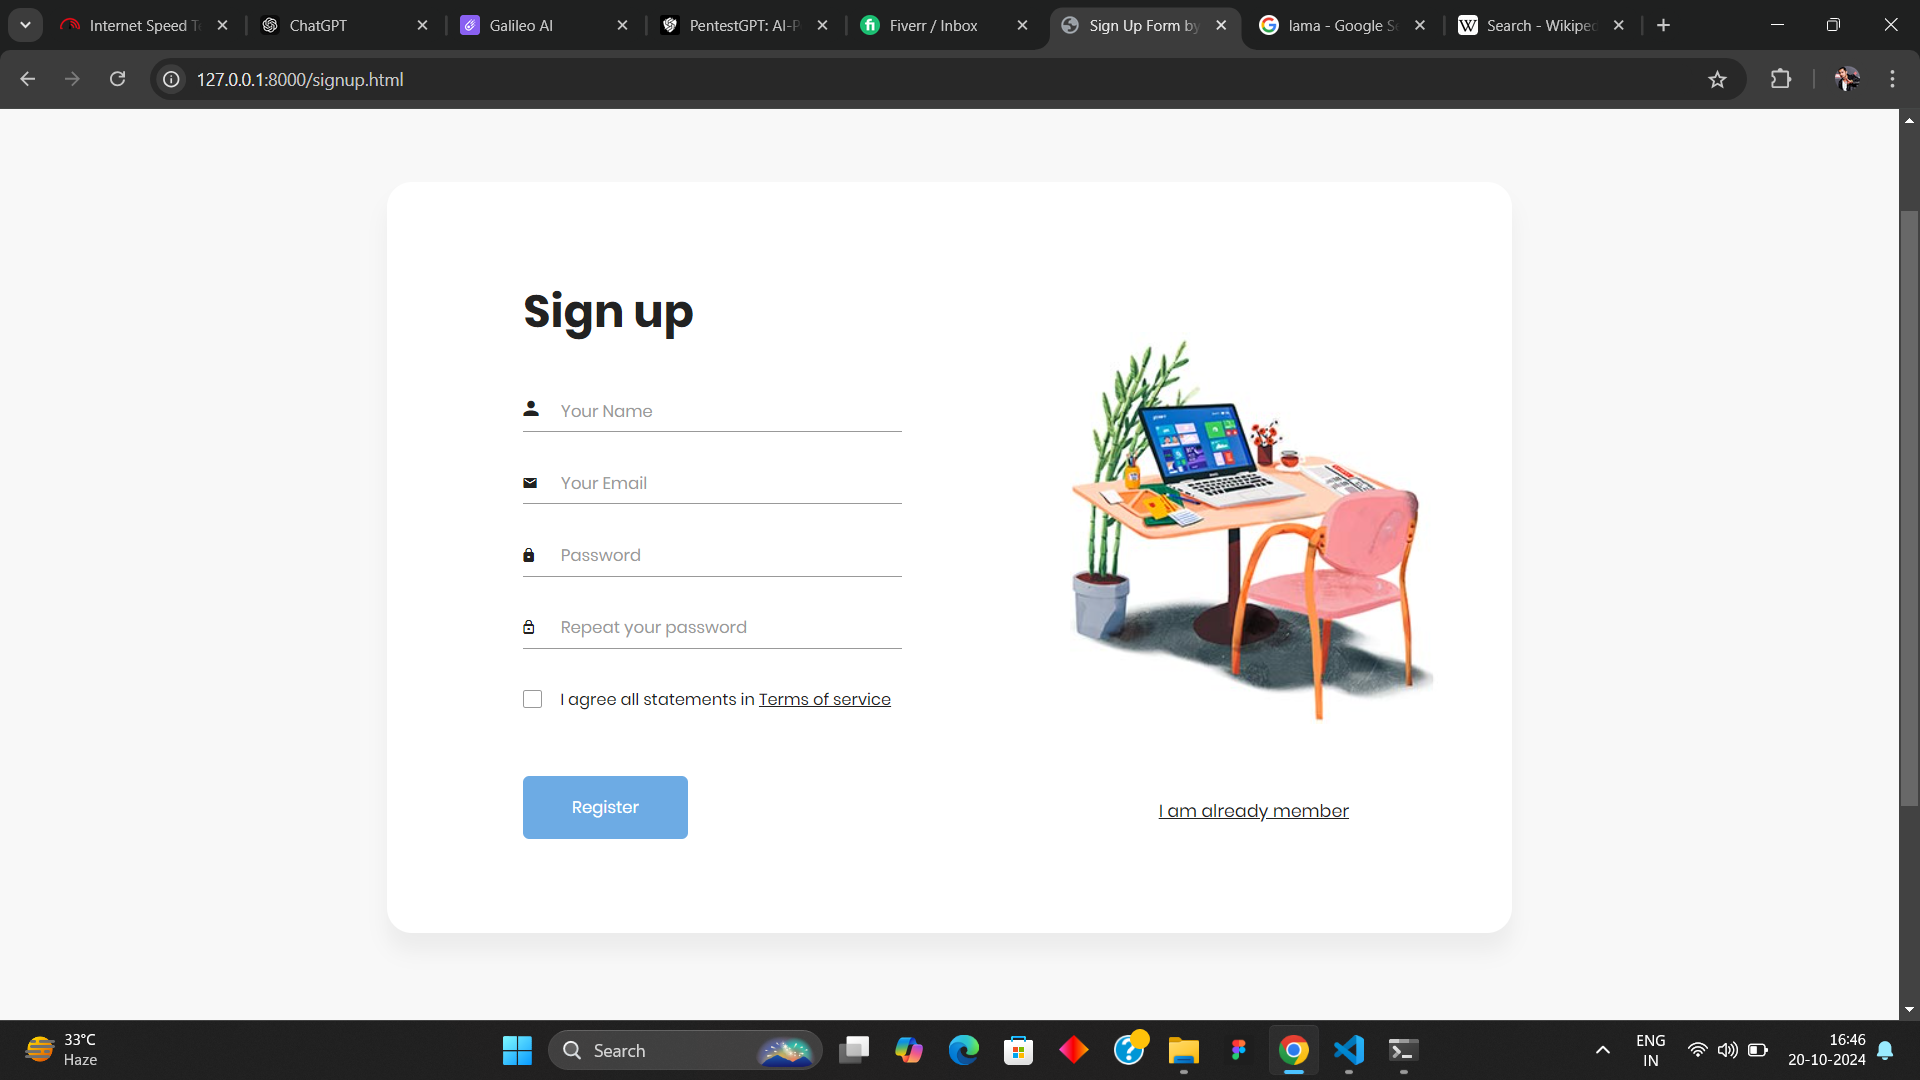 Internet Speed Te
ChatGPT
Galileo AI
PentestGPT: AI-P
Fiverr / Inbox
Sign Up Form by
lama - Google Se
Search - Wikiped
127.0.0.1:8000/signup.html
Sign up
Your Name
Your Email
Password
Repeat your password
I agree all statements in Terms of service
Register
I am already member
33°C
Haze
Search
ENG
IN
16:46
20-10-2024